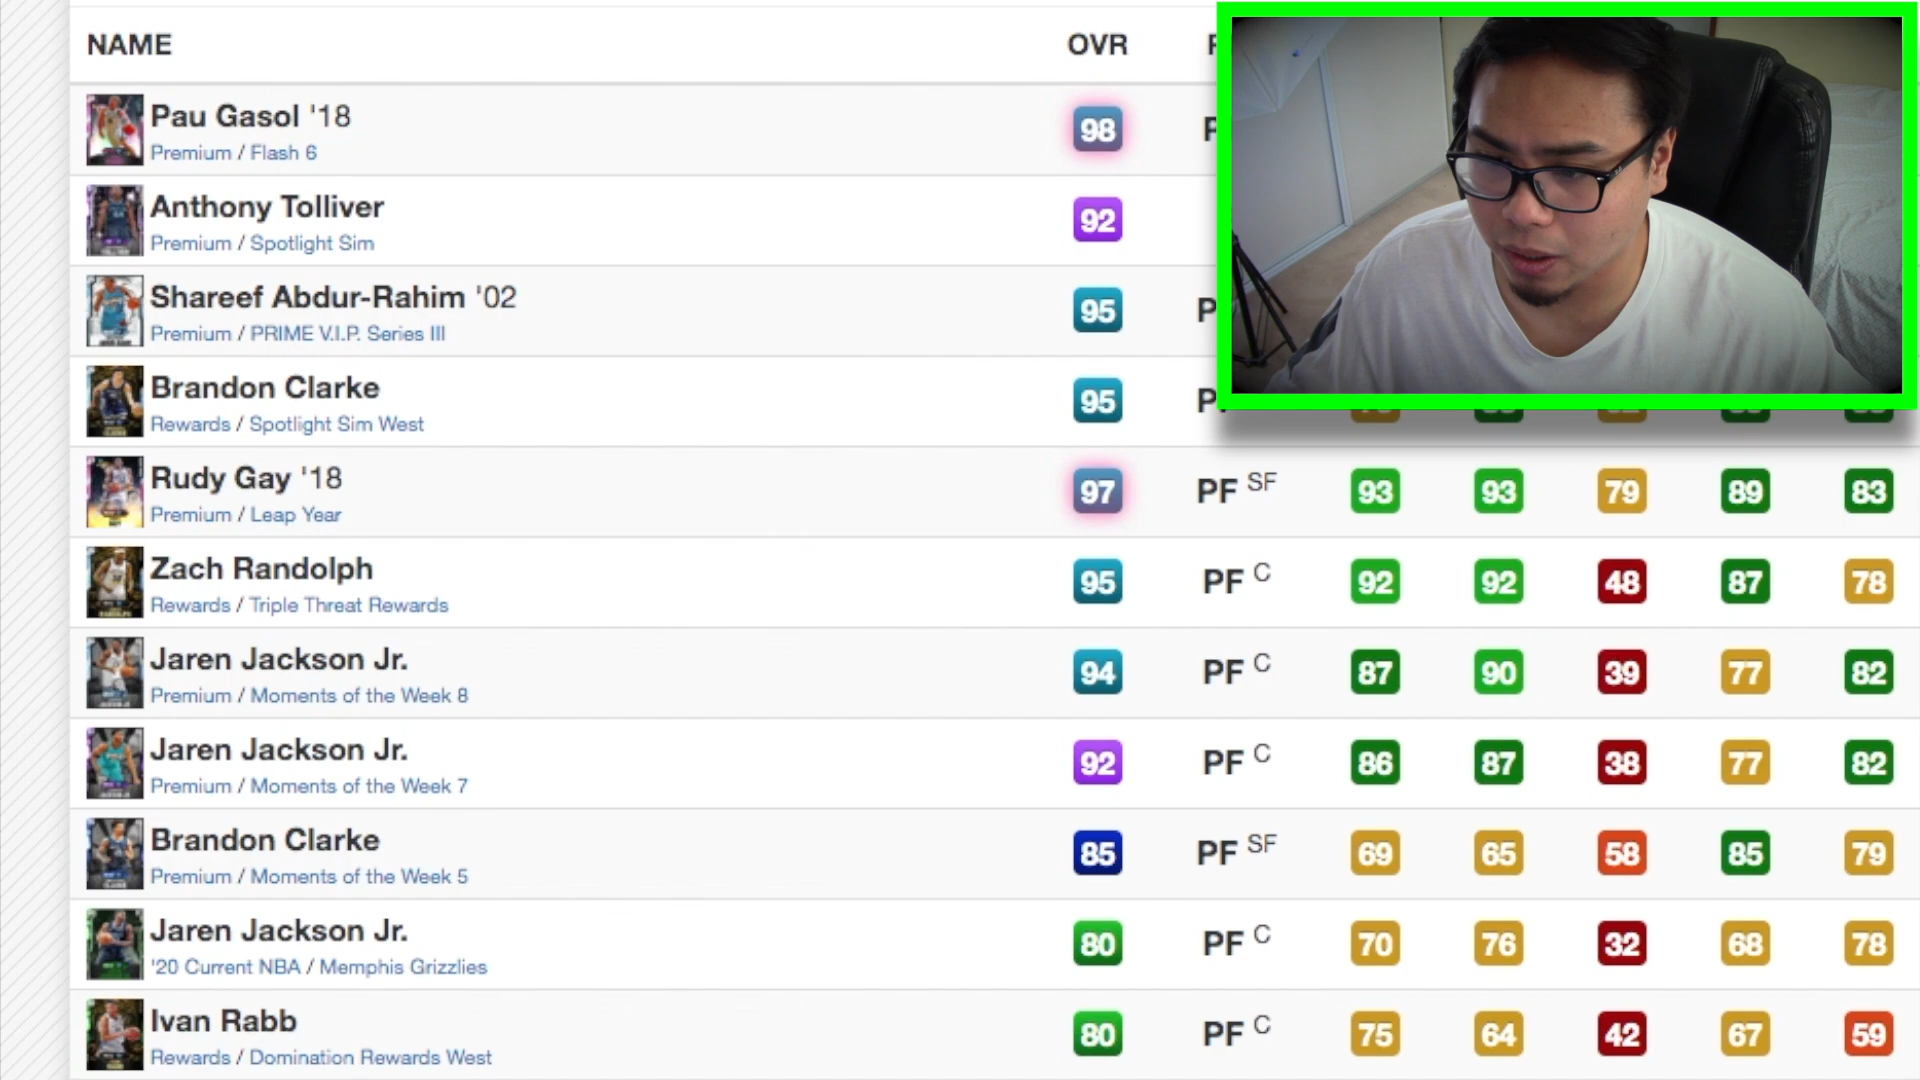 NAME OVR
Pau Gasol '18 98
Premium / Flash 6
Anthony Tolliver 92
Premium / Spotlight Sim
Shareef Abdur-Rahim '02 95 P
Premium / PRIME V.I.P. Series III
Brandon Clarke 95
Rewards / Spotlight Sim West
Rudy Gay '18 97 PF SF 93 93 79 89 83
Premium / Leap Year
Zach Randolph 95 PF C 92 92 48 87 78
Rewards / Triple Threat Rewards
Jaren Jackson Jr. 94 PF C 87 90 39 77 82
Premium / Moments of the Week 8
Jaren Jackson Jr. 92 PF C 86 87 38 77 82
Premium / Moments of the Week 7
Brandon Clarke 85 PF SF 69 65 58 85 79
Premium / Moments of the Week 5
Jaren Jackson Jr. 80 PF C 70 76 32 68 78
'20 Current NBA / Memphis Grizzlies
Ivan Rabb 80 PF C 75 64 42 67 59
Rewards / Domination Rewards West